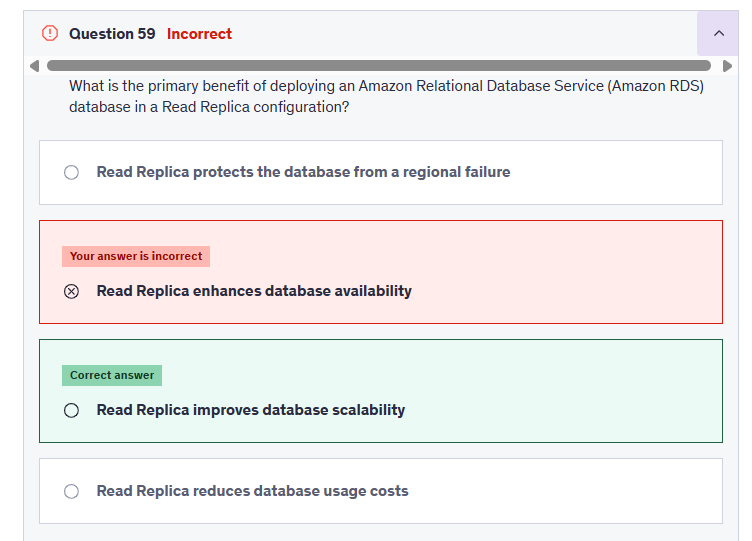 Question 59 Incorrect
What is the primary benefit of deploying an Amazon Relational Database Service (Amazon RDS)
database in a Read Replica configuration?
Read Replica protects the database from a regional failure
Your answer is incorrect
Read Replica enhances database availability
Correct answer
Read Replica improves database scalability
Read Replica reduces database usage costs